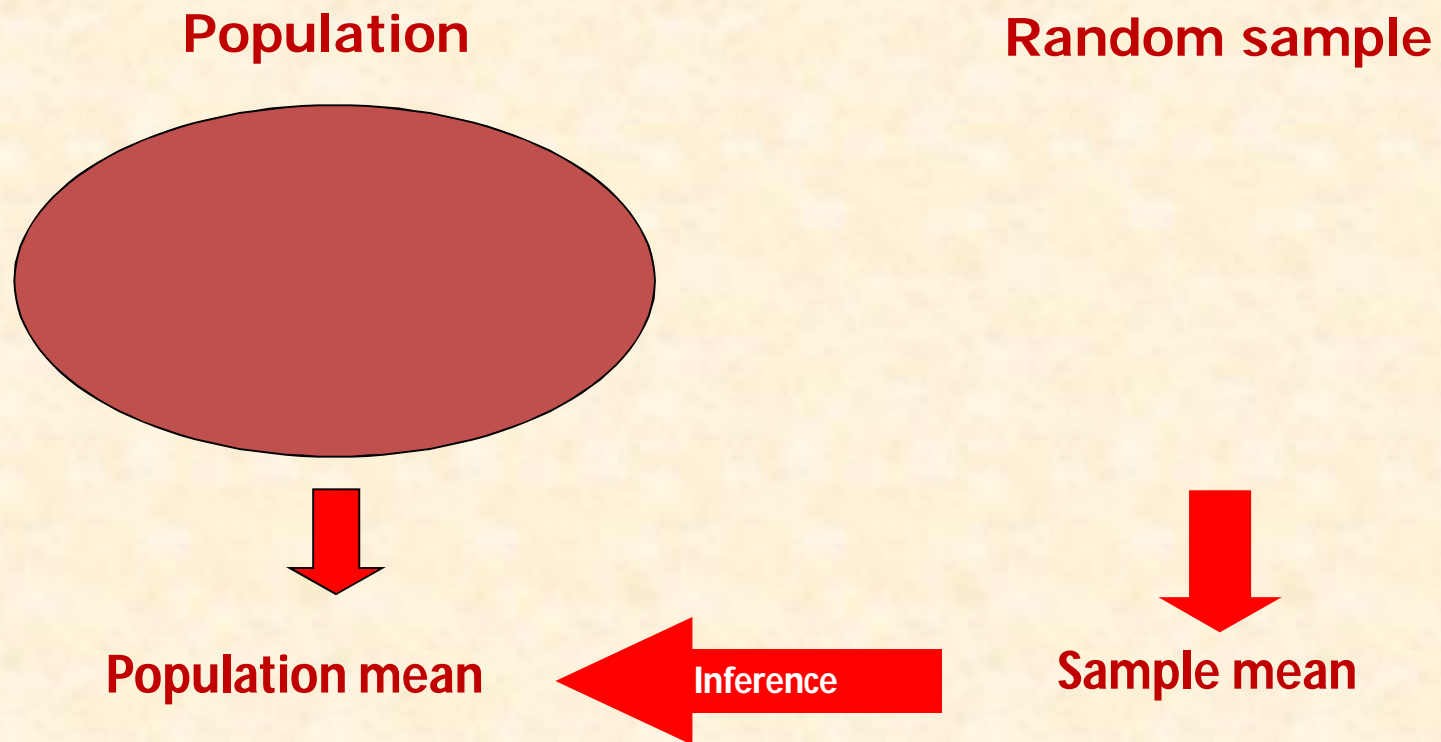 Population
Random sample
Population mean
Inference
Sample mean